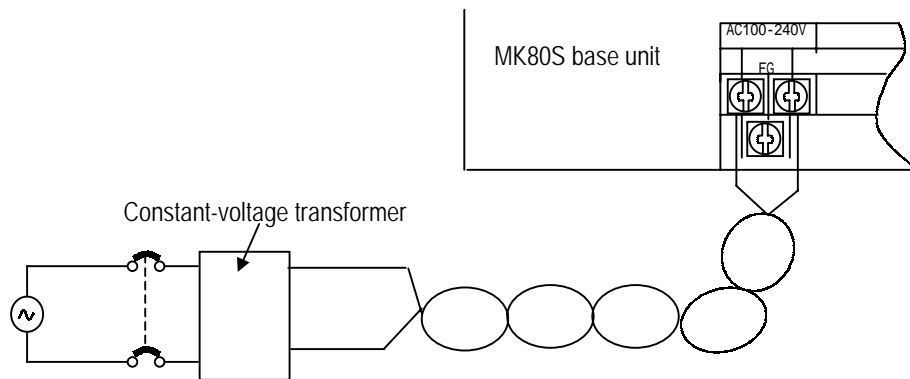 AC100-240V
MK80S base unit
FG
Constant-voltage transformer